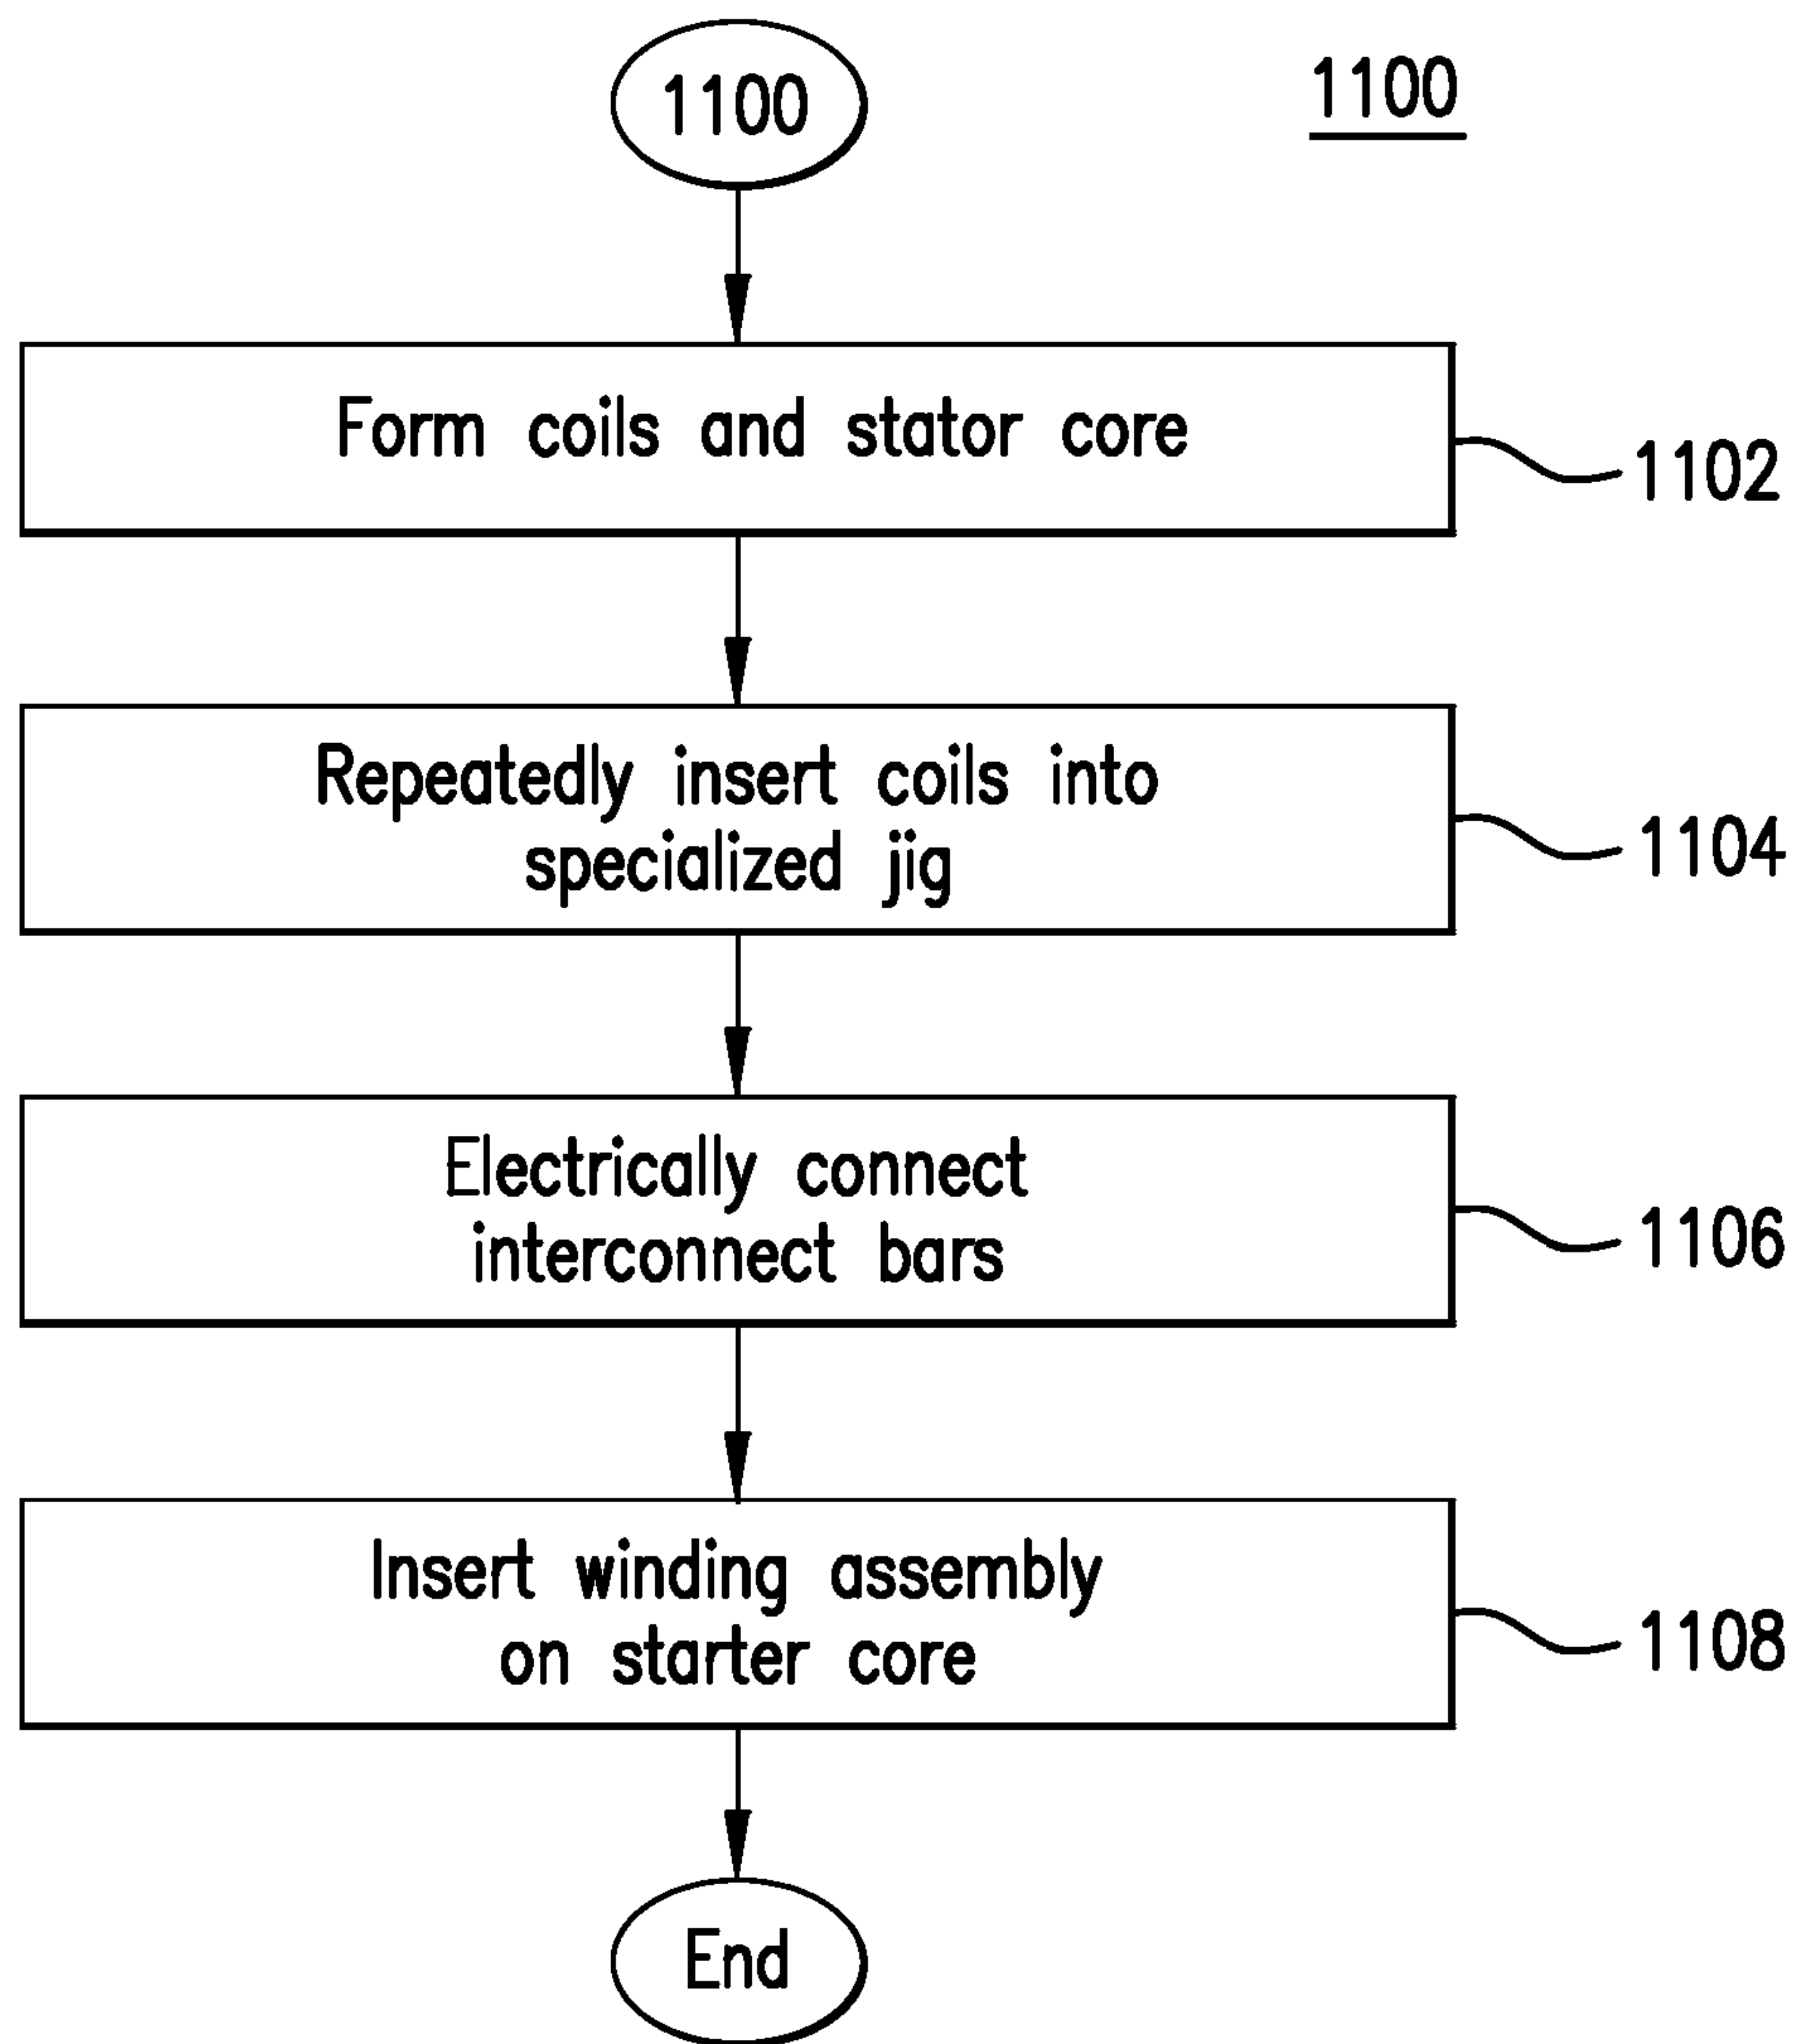 1100
1100
Form coils and stator core
1102
Repeatedly insert coils into
specialized jig
1104
Electrically connect
interconnect bars
1106
Insert winding assembly
on starter core
1108
End